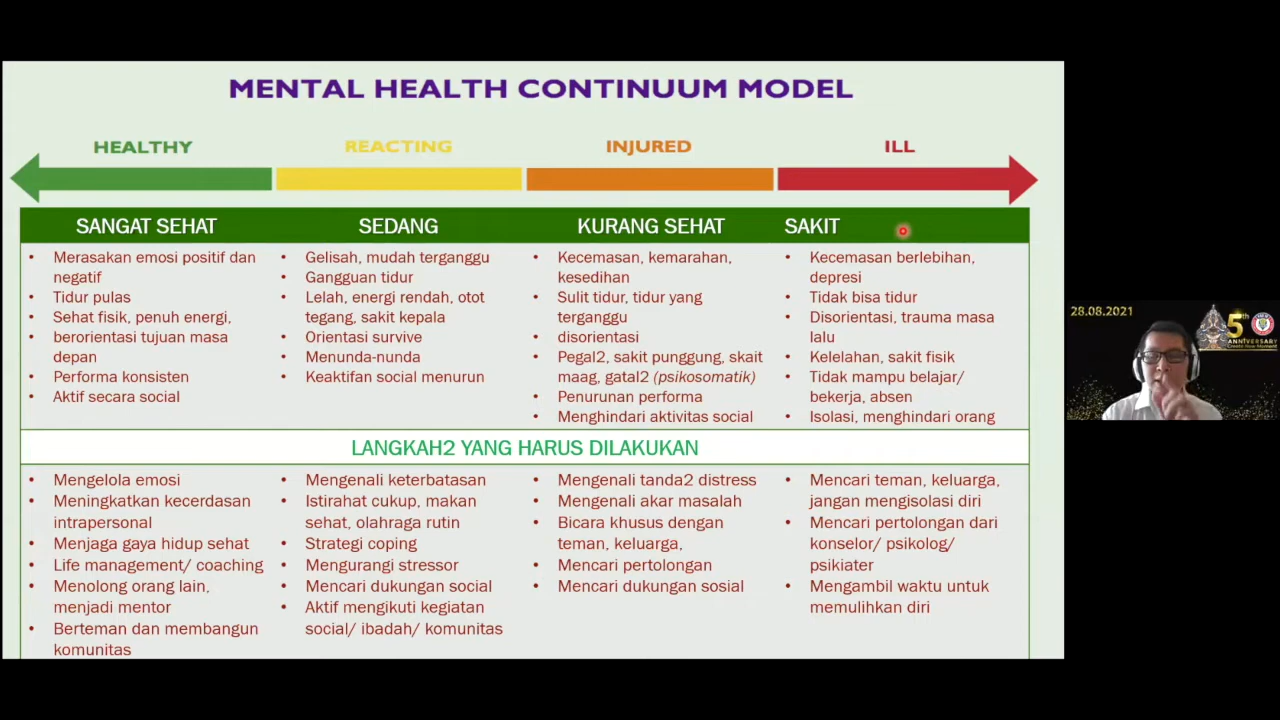 MENTAL HEALTH CONTINUUM MODEL
HEALTHY
REACTING
INJURED
ILL
SANGAT SEHAT
SEDANG
KURANG SEHAT
SAKIT
• Merasakan emosi positif dan
negatif
• Tidur pulas
• Sehat fisik, penuh energi,
• berorientasi tujuan masa
depan
• Performa konsisten
• Aktif secara social
• Gelisah, mudah terganggu
• Gangguan tidur
• Lelah, energi rendah, otot
tegang, sakit kepala
• Orientasi survive
• Menunda-nunda
• Keaktifan social menurun
• Kecemasan, kemarahan,
kesedihan
• Sulit tidur, tidur yang
terganggu
• disorientasi
• Pegal2, sakit punggung, skait
maag, gatal2 (psikosomatik)
• Penurunan performa
• Menghindari aktivitas social
• Kecemasan berlebihan,
depresi
• Tidak bisa tidur
• Disorientasi, trauma masa
lalu
• Kelelahan, sakit fisik
• Tidak mampu belajar/
bekerja, absen
• Isolasi, menghindari orang
LANGKAH2 YANG HARUS DILAKUKAN
• Mengelola emosi
• Meningkatkan kecerdasan
intrapersonal
• Menjaga gaya hidup sehat
• Life management/ coaching
• Menolong orang lain,
menjadi mentor
• Berteman dan membangun
komunitas
• Mengenali keterbatasan
• Istirahat cukup, makan
sehat, olahraga rutin
• Strategi coping
• Mengurangi stressor
• Mencari dukungan social
• Aktif mengikuti kegiatan
social/ ibadah/ komunitas
• Mengenali tanda2 distress
• Mengenali akar masalah
• Bicara khusus dengan
teman, keluarga,
• Mencari pertolongan
• Mencari dukungan sosial
• Mencari teman, keluarga,
jangan mengisolasi diri
• Mencari pertolongan dari
konselor/ psikolog/
psikiater
• Mengambil waktu untuk
memulihkan diri
28.08.2021
5th
ANNIVERSARY
Create New Moment